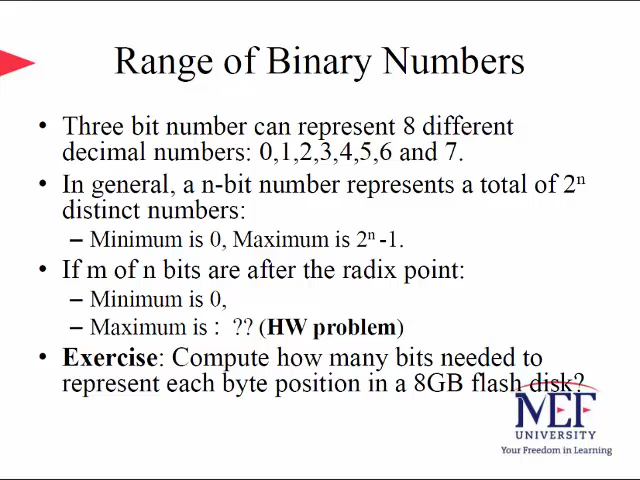 Range of Binary Numbers
• Three bit number can represent 8 different
decimal numbers: 0,1,2,3,4,5,6 and 7.
• In general, a n-bit number represents a total of 2ⁿ
distinct numbers:
– Minimum is 0, Maximum is 2ⁿ -1.
• If m of n bits are after the radix point:
– Minimum is 0,
– Maximum is : ?? (HW problem)
• Exercise: Compute how many bits needed to
represent each byte position in a 8GB flash disk?
MEF
UNIVERSITY
Your Freedom in Learning